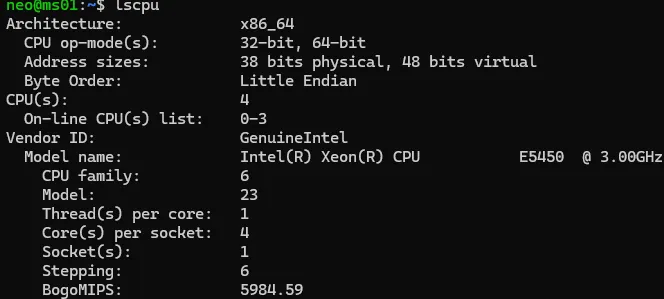 neo@ms01:~$ lscpu
Architecture:            x86_64
  CPU op-mode(s):        32-bit, 64-bit
  Address sizes:         38 bits physical, 48 bits virtual
  Byte Order:            Little Endian
CPU(s):                  4
  On-line CPU(s) list:   0-3
Vendor ID:               GenuineIntel
  Model name:            Intel(R) Xeon(R) CPU           E5450  @ 3.00GHz
    CPU family:          6
    Model:               23
    Thread(s) per core:  1
    Core(s) per socket:  4
    Socket(s):           1
    Stepping:            6
    BogoMIPS:            5984.59